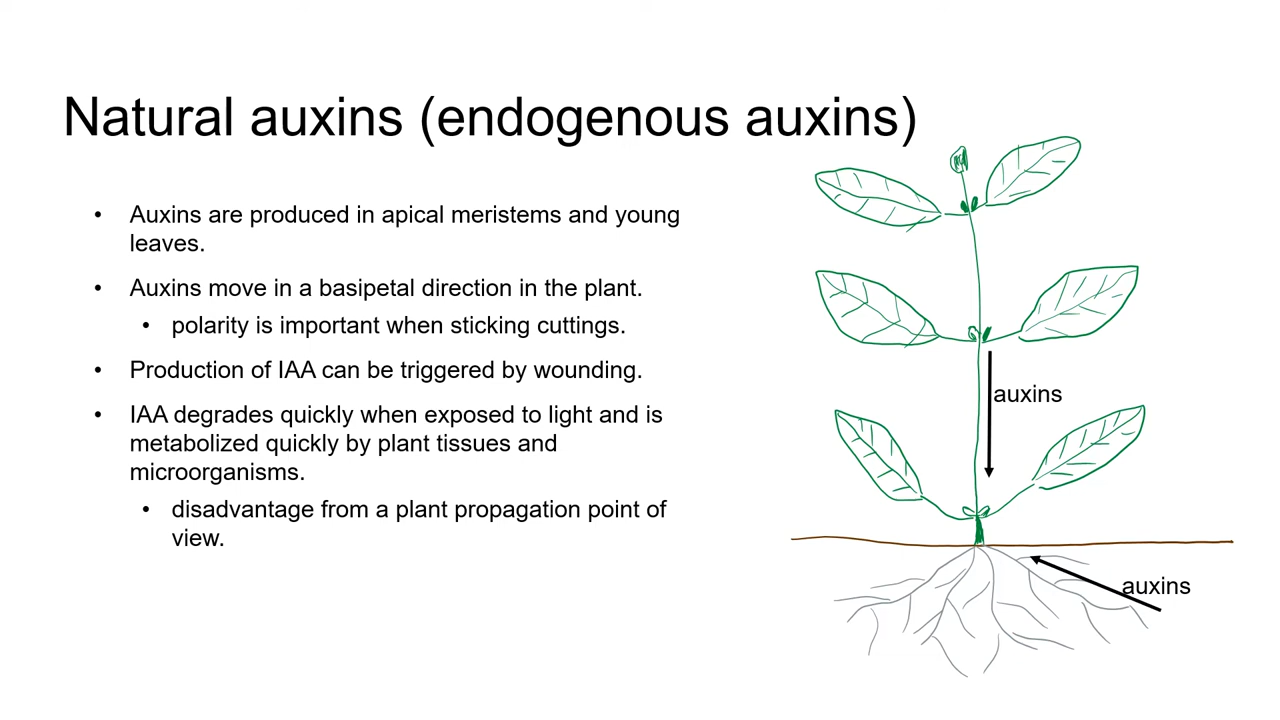 Natural auxins (endogenous auxins)
• Auxins are produced in apical meristems and young
leaves.
• Auxins move in a basipetal direction in the plant.
• polarity is important when sticking cuttings.
• Production of IAA can be triggered by wounding.
• IAA degrades quickly when exposed to light and is
metabolized quickly by plant tissues and
microorganisms.
• disadvantage from a plant propagation point of
view.
auxins
auxins